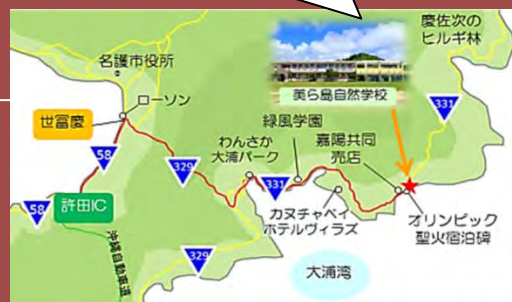 慶佐次の
ヒルギ林
名護市役所
美ら島自然学校
331
ローソン
世冨慶
緑風学園
わんさか
大浦パーク
嘉陽共同
売店
58
329
331
カヌチャベイ
ホテルヴィラズ
オリンピック
聖火宿泊碑
58
許田IC
沖縄自動車道
329
大浦湾